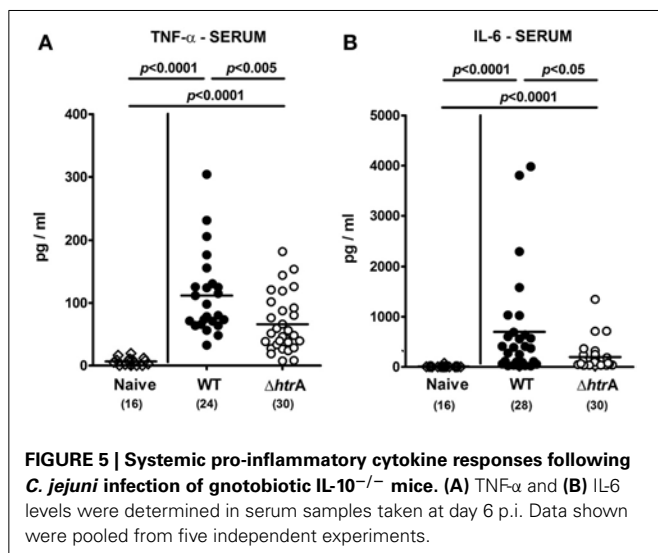 A
TNF-α - SERUM
p<0.0001 p<0.005
p<0.0001
pg / ml
400
300
200
100
0
Naive WT ΔhtrA
(16) (24) (30)
B
IL-6 - SERUM
p<0.0001 p<0.05
p<0.0001
pg / ml
5000
4000
3000
2000
1000
0
Naive WT ΔhtrA
(16) (28) (30)
FIGURE 5 | Systemic pro-inflammatory cytokine responses following
C. jejuni infection of gnotobiotic IL-10−/− mice. (A) TNF-α and (B) IL-6
levels were determined in serum samples taken at day 6 p.i. Data shown
were pooled from five independent experiments.